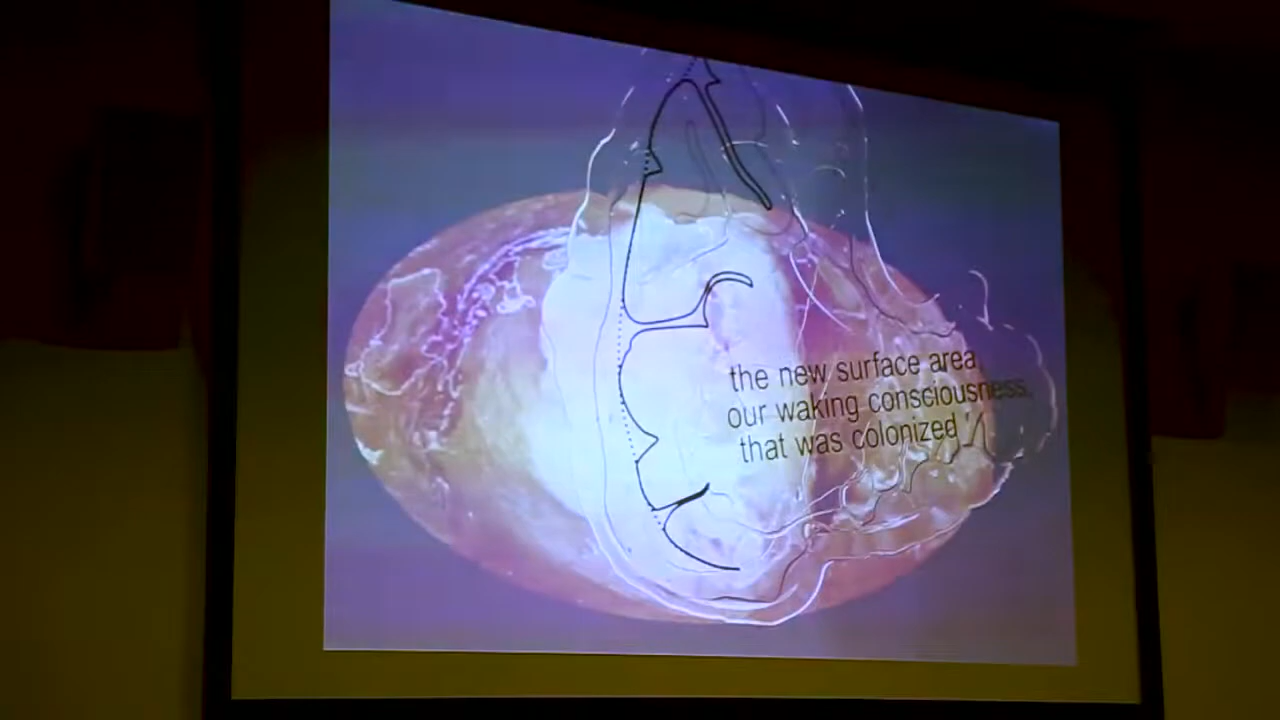 the new surface area
our waking consciousness,
that was colonized